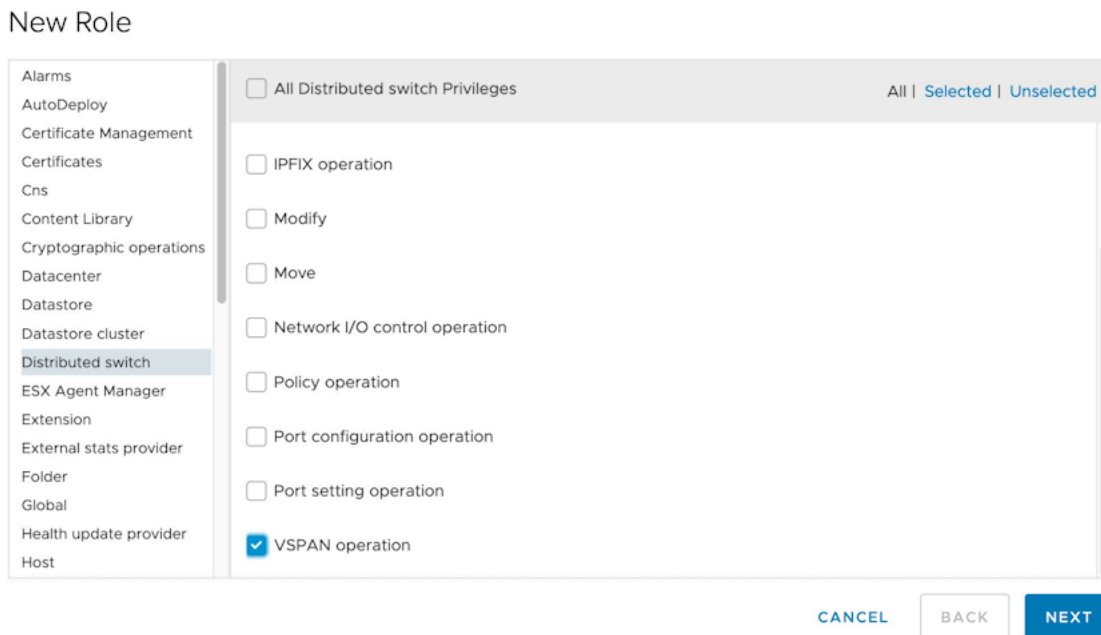 New Role
Alarms
AutoDeploy
Certificate Management
Certificates
Cns
Content Library
Cryptographic operations
Datacenter
Datastore
Datastore cluster
Distributed switch
ESX Agent Manager
Extension
External stats provider
Folder
Global
Health update provider
Host
All Distributed switch Privileges
All | Selected | Unselected
IPFIX operation
Modify
Move
Network I/O control operation
Policy operation
Port configuration operation
Port setting operation
VSPAN operation
CANCEL
BACK
NEXT